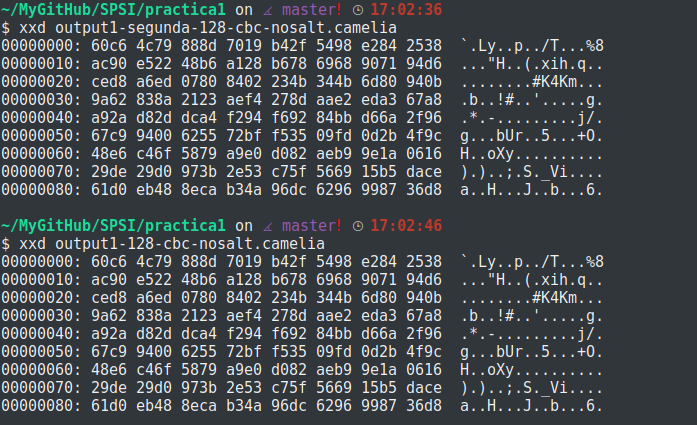 ~/MyGitHub/SPSI/practica1 on master! 17:02:36
$ xxd output1-segunda-128-cbc-nosalt.camelia
00000000: 60c6 4c79 888d 7019 b42f 5498 e284 2538  `.Ly..p../T...%8
00000010: ac90 e522 48b6 a128 b678 6968 9071 94d6  ..."H..(.xih.q..
00000020: ced8 a6ed 0780 8402 234b 344b 6d80 940b  ........#K4Km...
00000030: 9a62 838a 2123 aef4 278d aae2 eda3 67a8  .b..!#..'.....g.
00000040: a92a d82d dca4 f294 f692 84bb d66a 2f96  .*.-.........j/.
00000050: 67c9 9400 6255 72bf f535 09fd 0d2b 4f9c  g...bUr..5...+O.
00000060: 48e6 c46f 5879 a9e0 d082 aeb9 9e1a 0616  H..oXy..........
00000070: 29de 29d0 973b 2e53 c75f 5669 15b5 dace  ).)..;.S._Vi....
00000080: 61d0 eb48 8eca b34a 96dc 6296 9987 36d8  a..H...J..b...6.
~/MyGitHub/SPSI/practica1 on master! 17:02:46
$ xxd output1-128-cbc-nosalt.camelia
00000000: 60c6 4c79 888d 7019 b42f 5498 e284 2538  `.Ly..p../T...%8
00000010: ac90 e522 48b6 a128 b678 6968 9071 94d6  ..."H..(.xih.q..
00000020: ced8 a6ed 0780 8402 234b 344b 6d80 940b  ........#K4Km...
00000030: 9a62 838a 2123 aef4 278d aae2 eda3 67a8  .b..!#..'.....g.
00000040: a92a d82d dca4 f294 f692 84bb d66a 2f96  .*.-.........j/.
00000050: 67c9 9400 6255 72bf f535 09fd 0d2b 4f9c  g...bUr..5...+O.
00000060: 48e6 c46f 5879 a9e0 d082 aeb9 9e1a 0616  H..oXy..........
00000070: 29de 29d0 973b 2e53 c75f 5669 15b5 dace  ).)..;.S._Vi....
00000080: 61d0 eb48 8eca b34a 96dc 6296 9987 36d8  a..H...J..b...6.